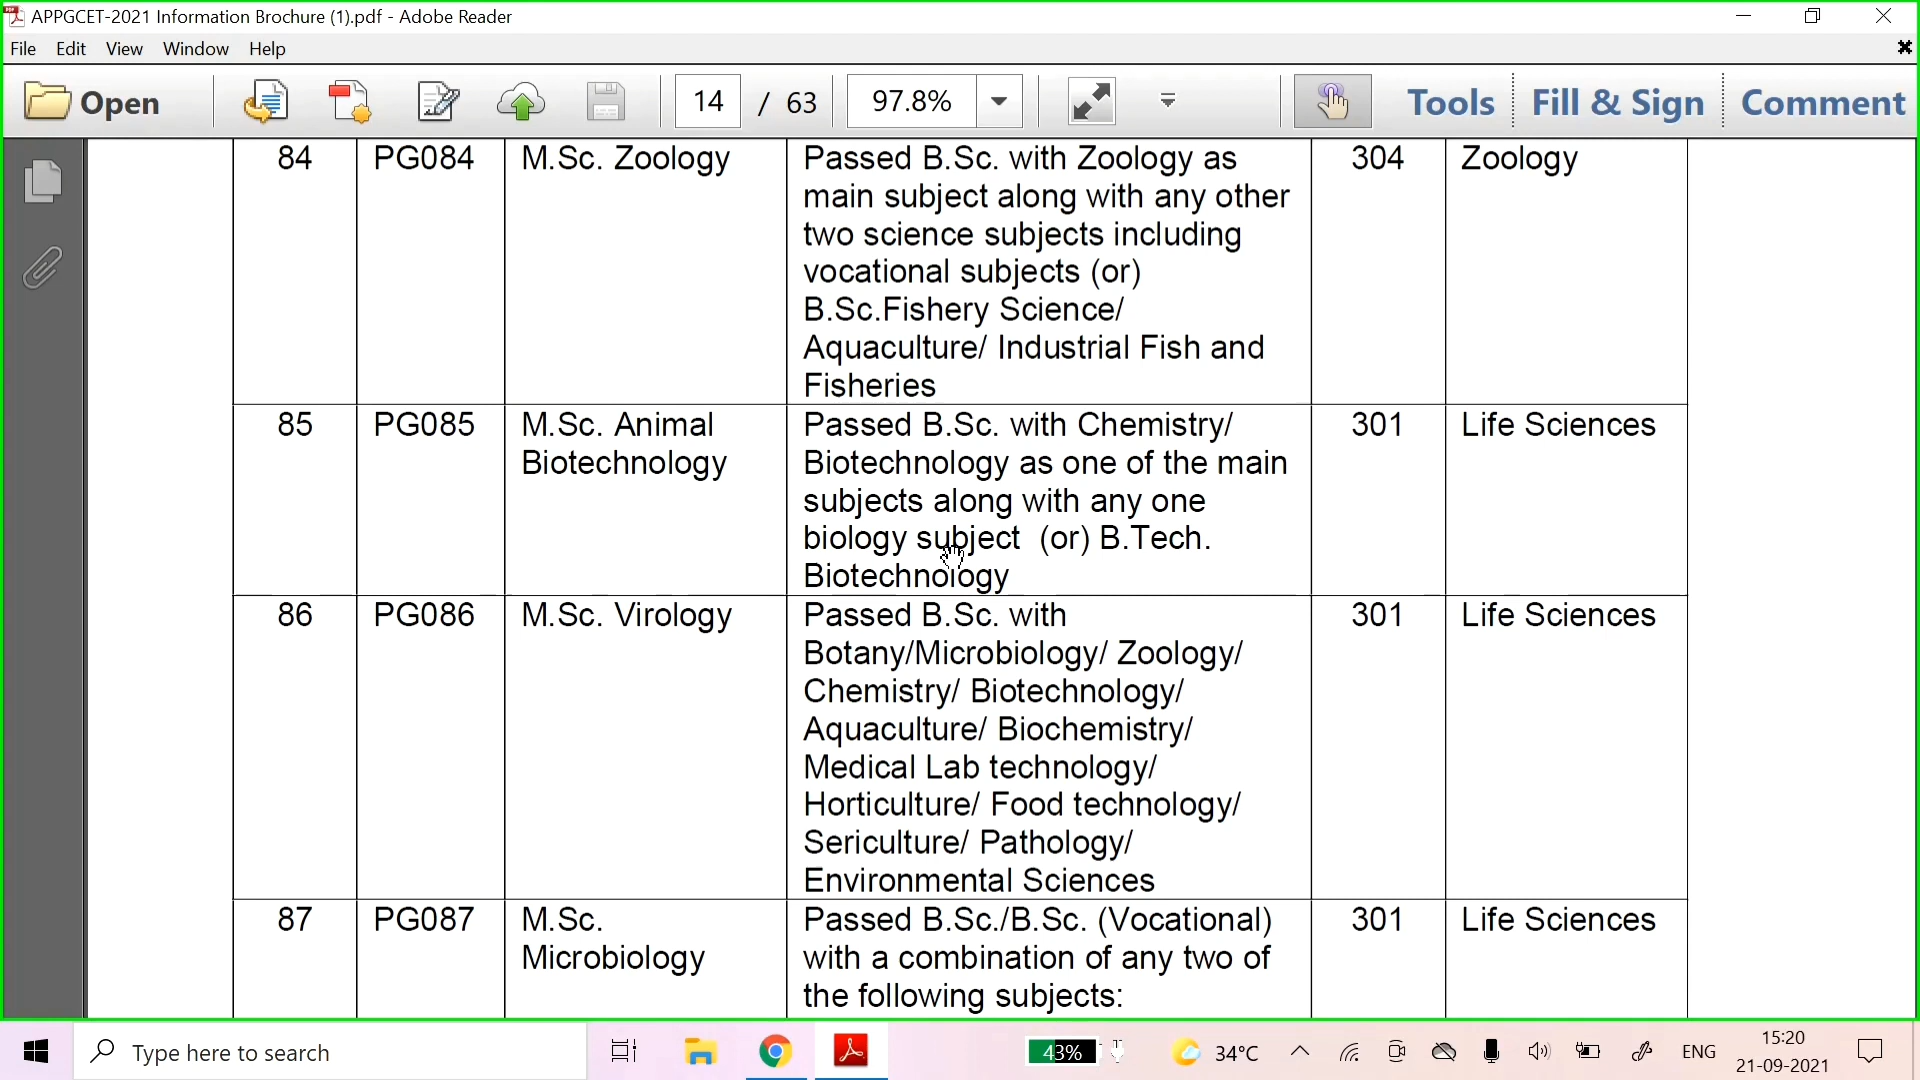 APPGCET-2021 Information Brochure (1).pdf - Adobe Reader
File Edit View Window Help
Open 14 / 63 97.8% Tools Fill & Sign Comment
84 PG084 M.Sc. Zoology Passed B.Sc. with Zoology as 304 Zoology
main subject along with any other
two science subjects including
vocational subjects (or)
B.Sc.Fishery Science/
Aquaculture/ Industrial Fish and
Fisheries
85 PG085 M.Sc. Animal Passed B.Sc. with Chemistry/ 301 Life Sciences
Biotechnology Biotechnology as one of the main
subjects along with any one
biology subject (or) B.Tech.
Biotechnology
86 PG086 M.Sc. Virology Passed B.Sc. with 301 Life Sciences
Botany/Microbiology/ Zoology/
Chemistry/ Biotechnology/
Aquaculture/ Biochemistry/
Medical Lab technology/
Horticulture/ Food technology/
Sericulture/ Pathology/
Environmental Sciences
87 PG087 M.Sc. Passed B.Sc./B.Sc. (Vocational) 301 Life Sciences
Microbiology with a combination of any two of
the following subjects:
Type here to search 43% 34°C ENG 15:20
21-09-2021